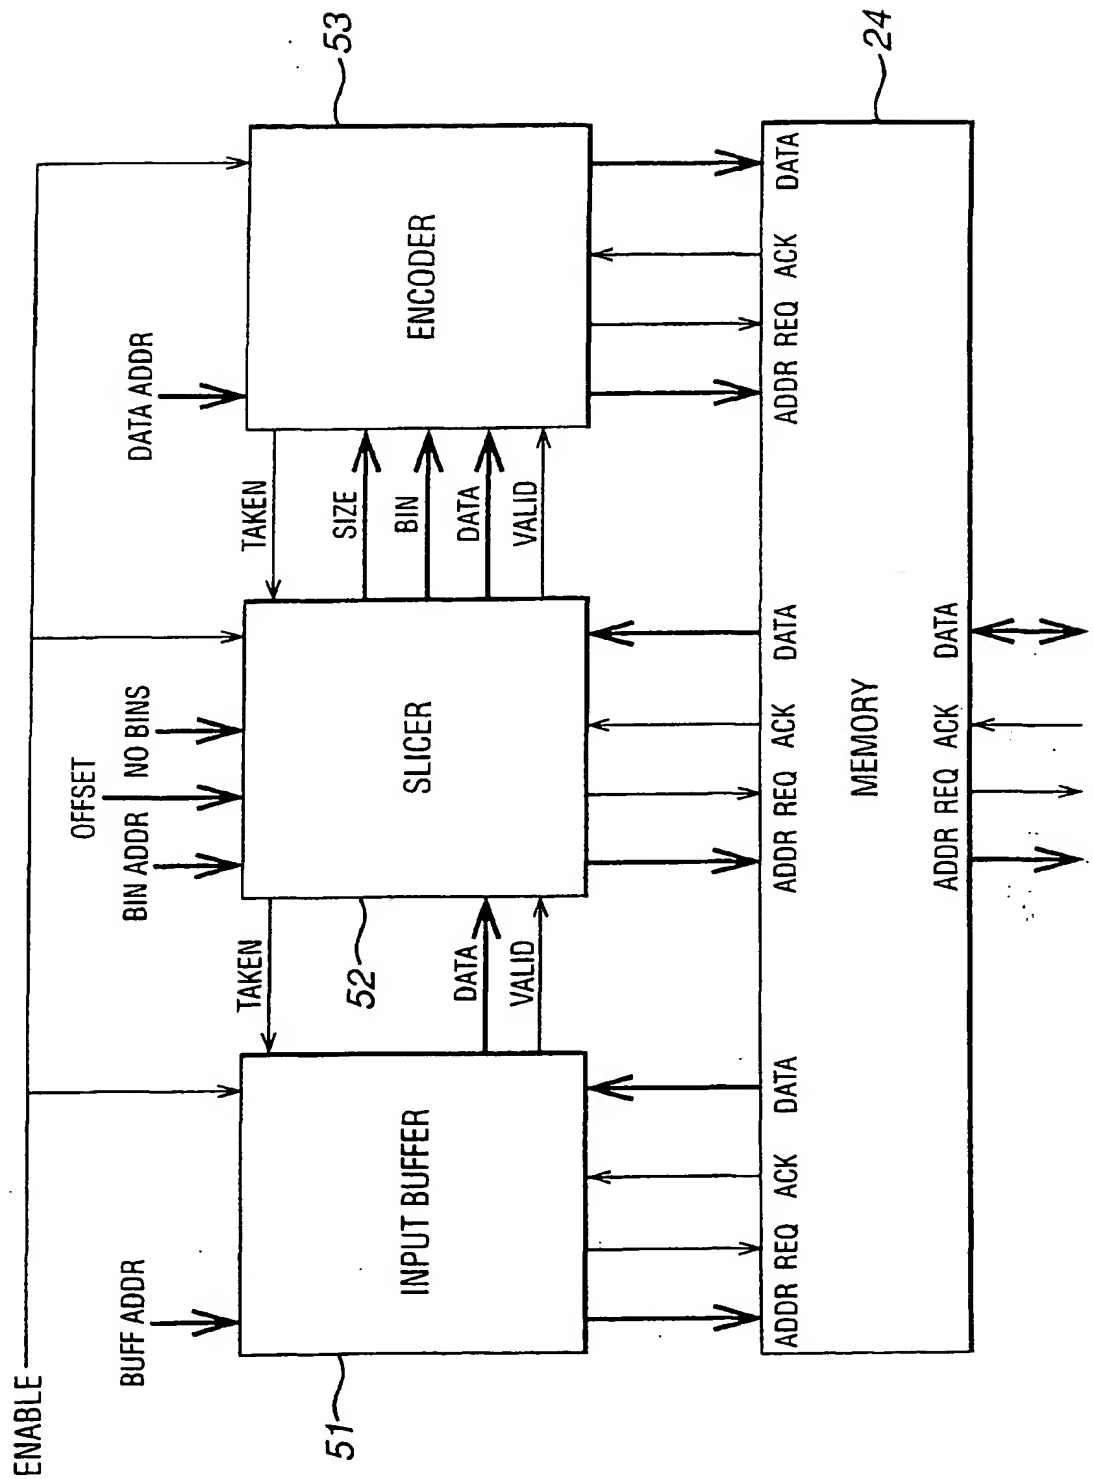 ENABLE
BUFF ADDR
BIN ADDR
OFFSET
NO BINS
DATA ADDR
51
INPUT BUFFER
TAKEN
DATA
VALID
52
SLICER
TAKEN
SIZE
BIN
DATA
VALID
ENCODER
53
ADDR REQ ACK DATA
ADDR REQ ACK DATA
ADDR REQ ACK DATA
MEMORY
24
ADDR REQ ACK DATA